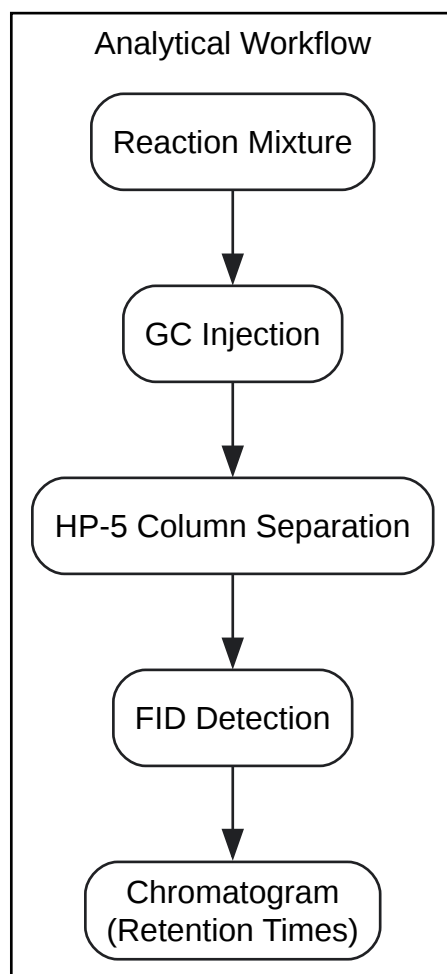 Analytical Workflow
Reaction Mixture
GC Injection
HP-5 Column Separation
FID Detection
Chromatogram
(Retention Times)